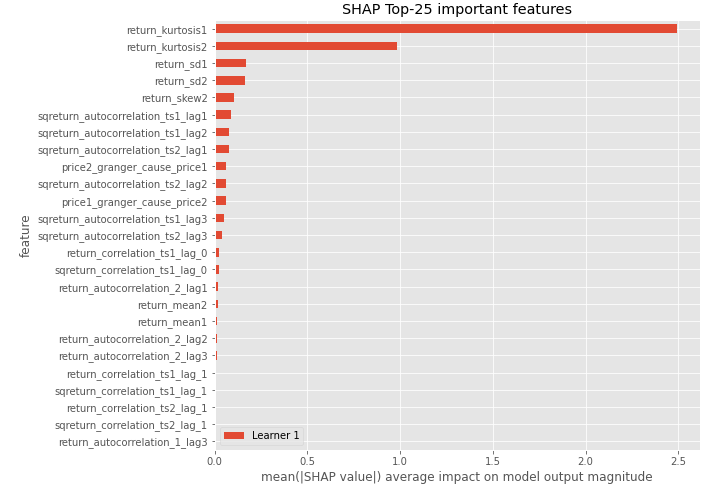 SHAP Top-25 important features
feature
return_kurtosis1
return_kurtosis2
return_sd1
return_sd2
return_skew2
sqreturn_autocorrelation_ts1_lag1
sqreturn_autocorrelation_ts1_lag2
sqreturn_autocorrelation_ts2_lag1
price2_granger_cause_price1
sqreturn_autocorrelation_ts2_lag2
price1_granger_cause_price2
sqreturn_autocorrelation_ts1_lag3
sqreturn_autocorrelation_ts2_lag3
return_correlation_ts1_lag_0
sqreturn_correlation_ts1_lag_0
return_autocorrelation_2_lag1
return_mean2
return_mean1
return_autocorrelation_2_lag2
return_autocorrelation_2_lag3
return_correlation_ts1_lag_1
sqreturn_correlation_ts1_lag_1
return_correlation_ts2_lag_1
sqreturn_correlation_ts2_lag_1
return_autocorrelation_1_lag3
Learner 1
0.0 0.5 1.0 1.5 2.0 2.5
mean(|SHAP value|) average impact on model output magnitude